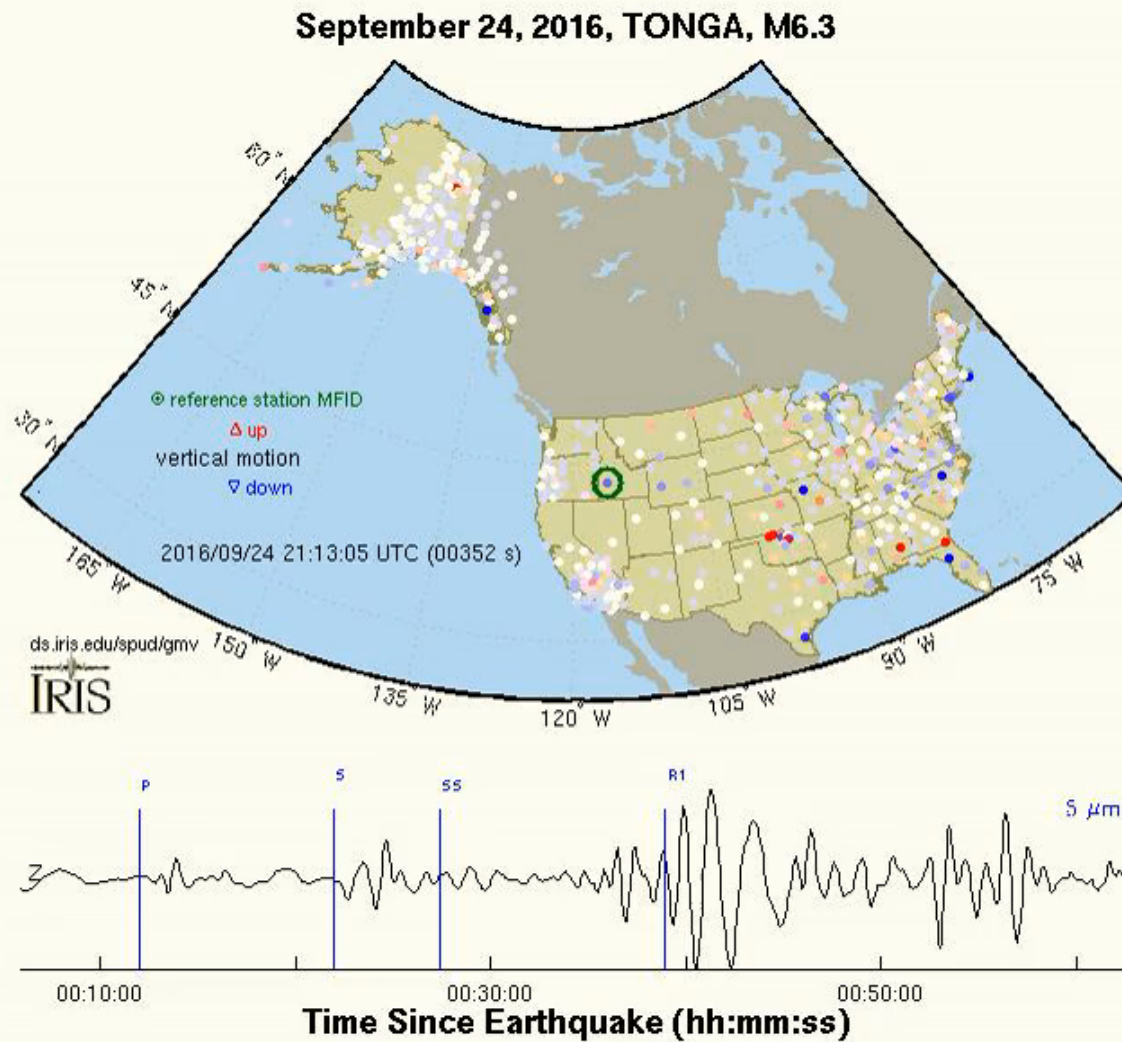 September 24, 2016, TONGA, M6.3
60° N
45° N
30° N
reference station MFID
up
vertical motion
down
2016/09/24 21:13:05 UTC (00352 s)
165° W
150° W
135° W
120° W
105° W
90° W
75° W
ds.iris.edu/spud/gmv
IRIS
P
S
SS
R1
5 μm
Z
00:10:00
00:30:00
00:50:00
Time Since Earthquake (hh:mm:ss)